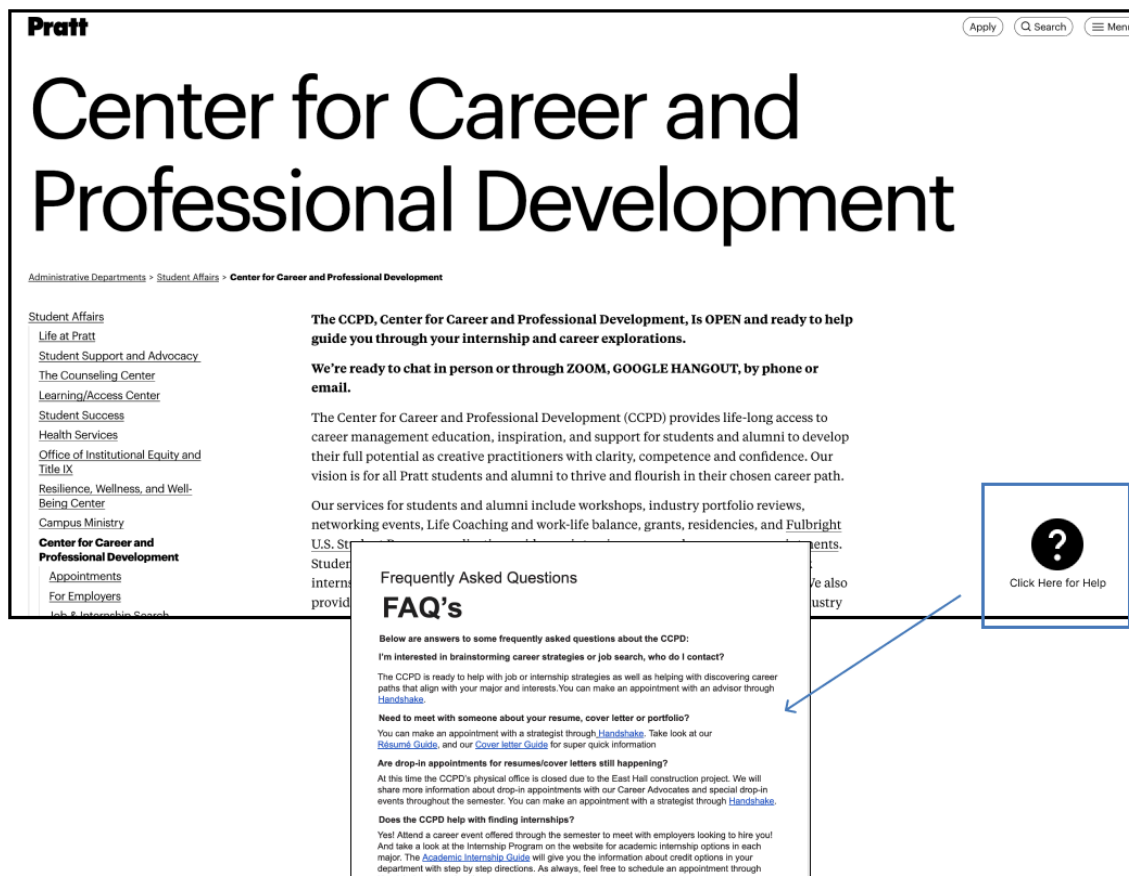 Pratt
Apply
Search
Menu
Center for Career and
Professional Development
Administrative Departments > Student Affairs > Center for Career and Professional Development
Student Affairs
Life at Pratt
Student Support and Advocacy
The Counseling Center
Learning/Access Center
Student Success
Health Services
Office of Institutional Equity and
Title IX
Resilience, Wellness, and Well-
Being Center
Campus Ministry
Center for Career and
Professional Development
Appointments
For Employers
Job & Internship Search
The CCPD, Center for Career and Professional Development, Is OPEN and ready to help
guide you through your internship and career explorations.
We're ready to chat in person or through ZOOM, GOOGLE HANGOUT, by phone or
email.
The Center for Career and Professional Development (CCPD) provides life-long access to
career management education, inspiration, and support for students and alumni to develop
their full potential as creative practitioners with clarity, competence and confidence. Our
vision is for all Pratt students and alumni to thrive and flourish in their chosen career path.
Our services for students and alumni include workshops, industry portfolio reviews,
networking events, Life Coaching and work-life balance, grants, residencies, and Fulbright
U.S.
?
Click Here for Help
Frequently Asked Questions
FAQ's
Below are answers to some frequently asked questions about the CCPD:
I'm interested in brainstorming career strategies or job search, who do I contact?
The CCPD is ready to help with job or internship strategies as well as helping with discovering career
paths that align with your major and interests.You can make an appointment with an advisor through
Handshake.
Need to meet with someone about your resume, cover letter or portfolio?
You can make an appointment with a strategist through Handshake. Take look at our
Résumé Guide, and our Cover letter Guide for super quick information
Are drop-in appointments for resumes/cover letters still happening?
At this time the CCPD's physical office is closed due to the East Hall construction project. We will
share more information about drop-in appointments with our Career Advocates and special drop-in
events throughout the semester. You can make an appointment with a strategist through Handshake.
Does the CCPD help with finding internships?
Yes! Attend a career event offered through the semester to meet with employers looking to hire you!
And take a look at the Internship Program on the website for academic internship options in each
major. The Academic Internship Guide will give you the information about credit options in your
department with step by step directions. As always, feel free to schedule an appointment through